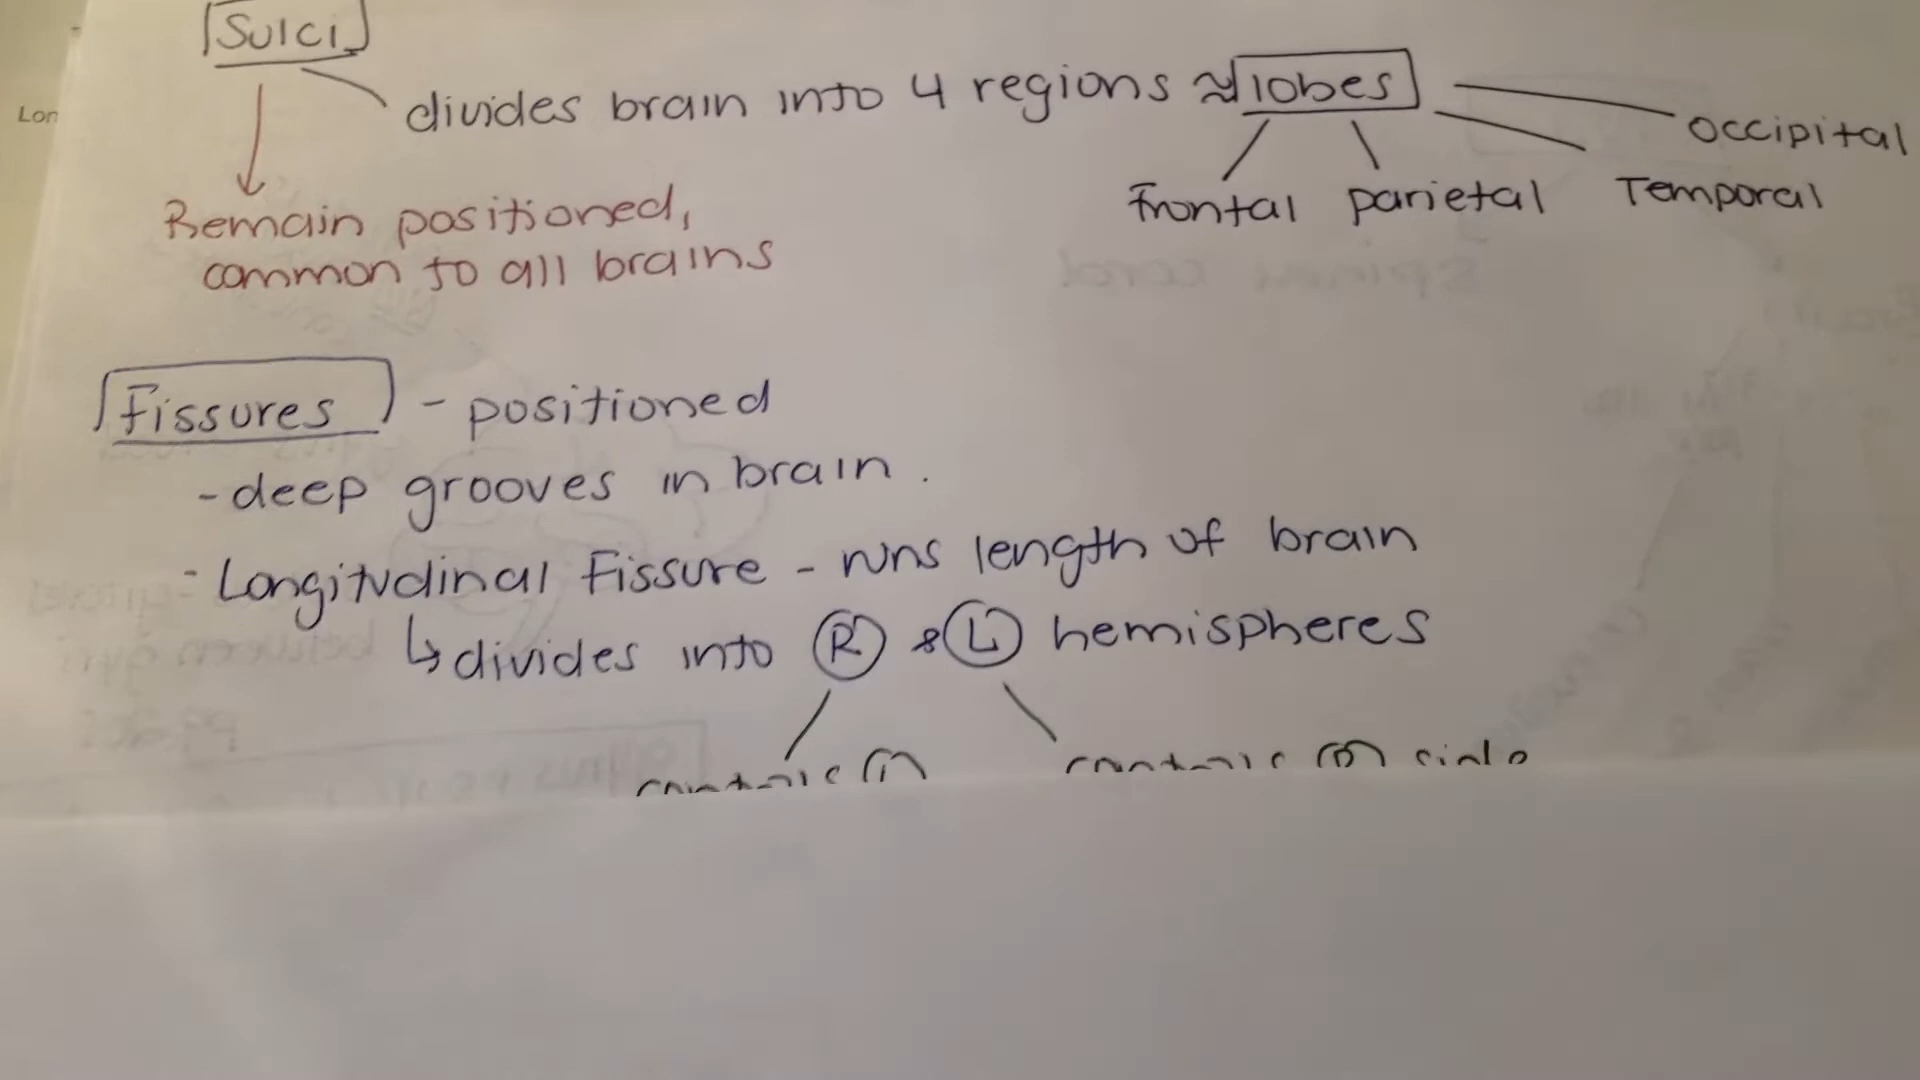 Sulci
Lon
divides brain into 4 regions ≈ lobes
Occipital
Frontal parietal Temporal
Remain positioned,
common to all brains
Fissures - positioned
- deep grooves in brain.
- Longitudinal Fissure - runs length of brain
↳ divides into R & L hemispheres